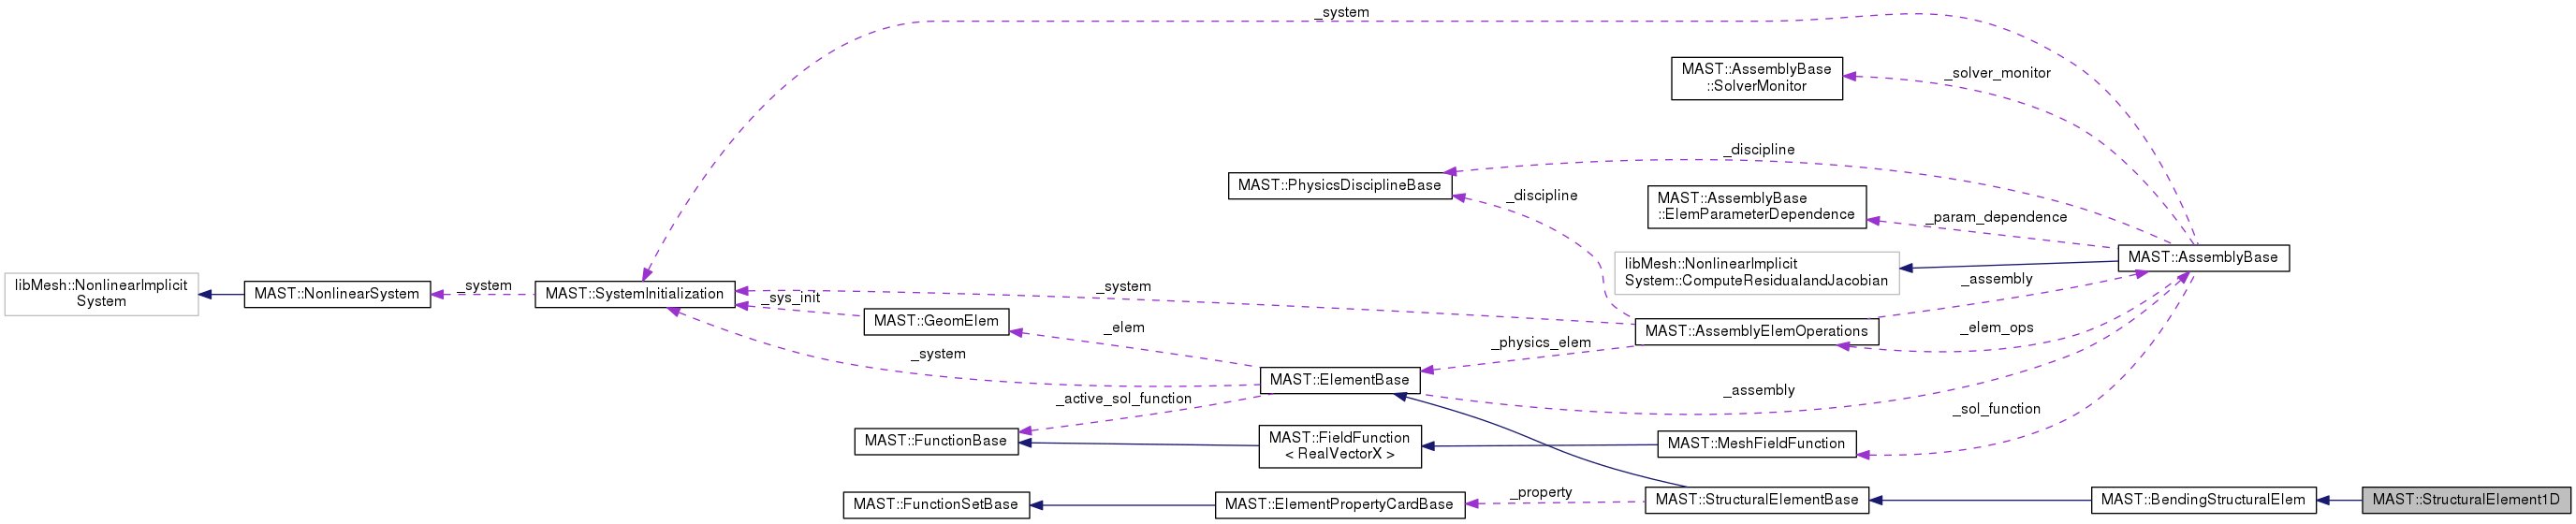 _system
MAST::AssemblyBase
::SolverMonitor
_solver_monitor
_discipline
MAST::PhysicsDisciplineBase
_discipline
MAST::AssemblyBase
::ElemParameterDependence
_param_dependence
MAST::AssemblyBase
libMesh::NonlinearImplicit
System::ComputeResidualandJacobian
libMesh::NonlinearImplicit
System
_system
MAST::NonlinearSystem
MAST::SystemInitialization
_sys_init
_system
_assembly
MAST::GeomElem
_elem
MAST::AssemblyElemOperations
_elem_ops
_system
_physics_elem
MAST::ElementBase
_active_sol_function
_assembly
_sol_function
MAST::FunctionBase
MAST::FieldFunction
< RealVectorX >
MAST::MeshFieldFunction
MAST::FunctionSetBase
MAST::ElementPropertyCardBase
_property
MAST::StructuralElementBase
MAST::BendingStructuralElem
MAST::StructuralElement1D